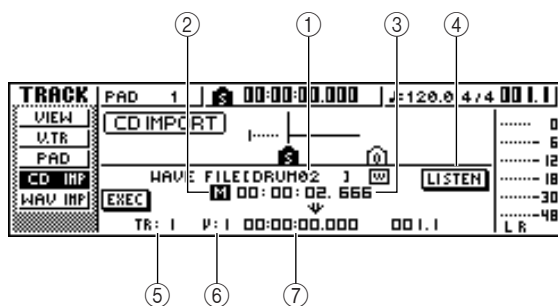 ② ① ③ ④
TRACK PAD 1 S 00:00:00.000 ♩=120.0 4/4 001.1
VIEW
V.TR
PAD
CD IMP
WAV IMP
CD IMPORT
S 0
WAVE FILE[DRUM02 ] W LISTEN
EXEC M 00:00:02.666
TR: 1 V: 1 00:00:00.000 001.1
0
6
12
18
30
48
L R
⑤ ⑥ ⑦